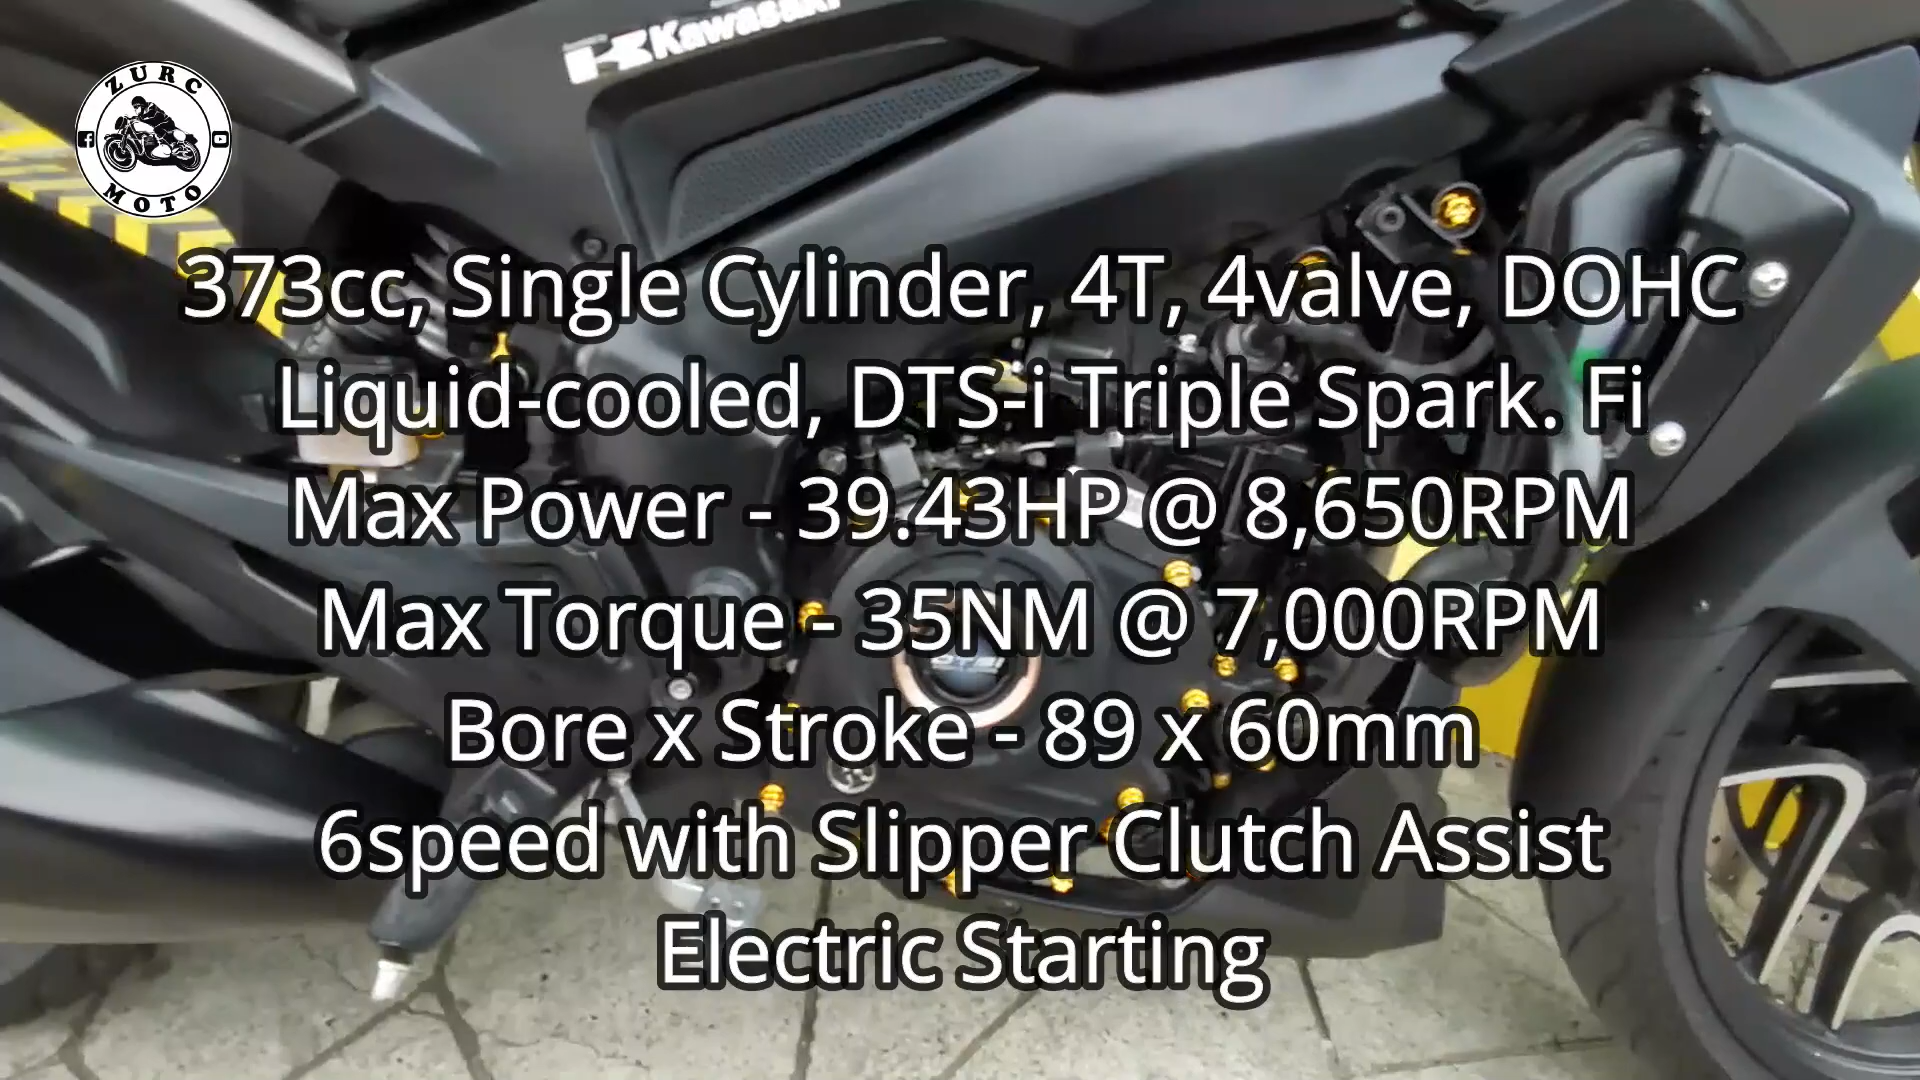 Kawasaki
ZURC
MOTO
373cc, Single Cylinder, 4T, 4valve, DOHC
Liquid-cooled, DTS-i Triple Spark. Fi
Max Power - 39.43HP @ 8,650RPM
Max Torque - 35NM @ 7,000RPM
Bore x Stroke - 89 x 60mm
6speed with Slipper Clutch Assist
Electric Starting